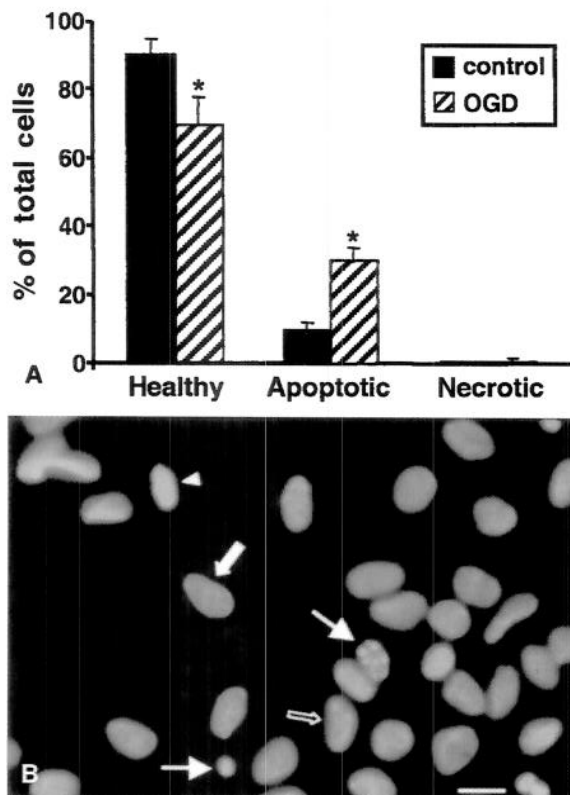 % of total cells
100
80
60
40
20
0
*
*
control
OGD
A
Healthy Apoptotic Necrotic
B